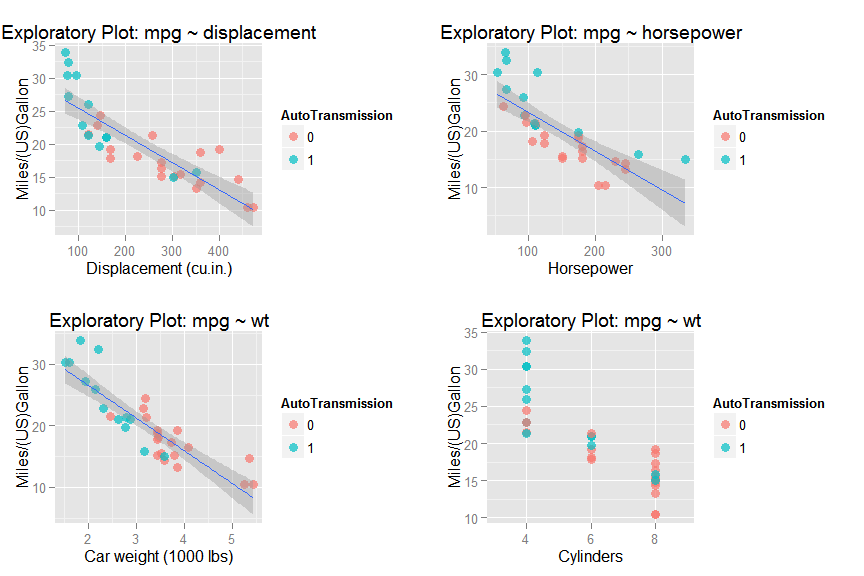 Exploratory Plot: mpg ~ displacement
35
30
25
20
15
10
Miles/(US)Gallon
100 200 300 400
Displacement (cu.in.)
AutoTransmission
0
1
Exploratory Plot: mpg ~ horsepower
30
20
10
Miles/(US)Gallon
100 200 300
Horsepower
AutoTransmission
0
1
Exploratory Plot: mpg ~ wt
30
20
10
Miles/(US)Gallon
2 3 4 5
Car weight (1000 lbs)
AutoTransmission
0
1
Exploratory Plot: mpg ~ wt
35
30
25
20
15
10
Miles/(US)Gallon
4 6 8
Cylinders
AutoTransmission
0
1